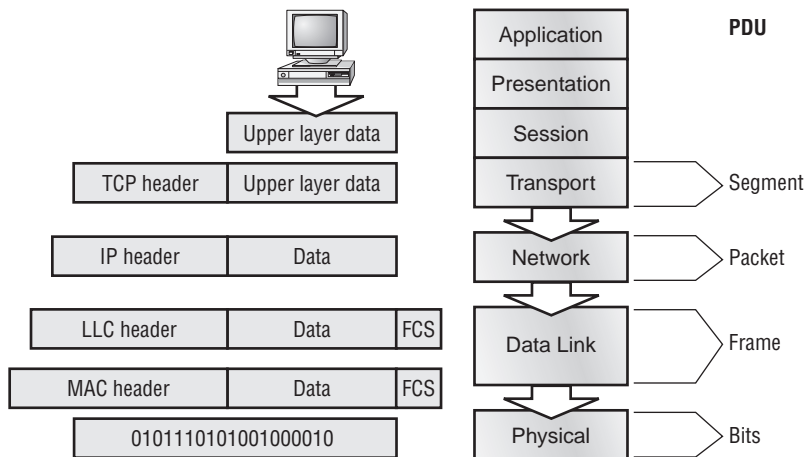 Application
PDU
Presentation
Upper layer data
Session
TCP header Upper layer data
Transport
Segment
IP header Data
Network
Packet
LLC header Data FCS
Data Link
Frame
MAC header Data FCS
0101110101001000010
Physical
Bits